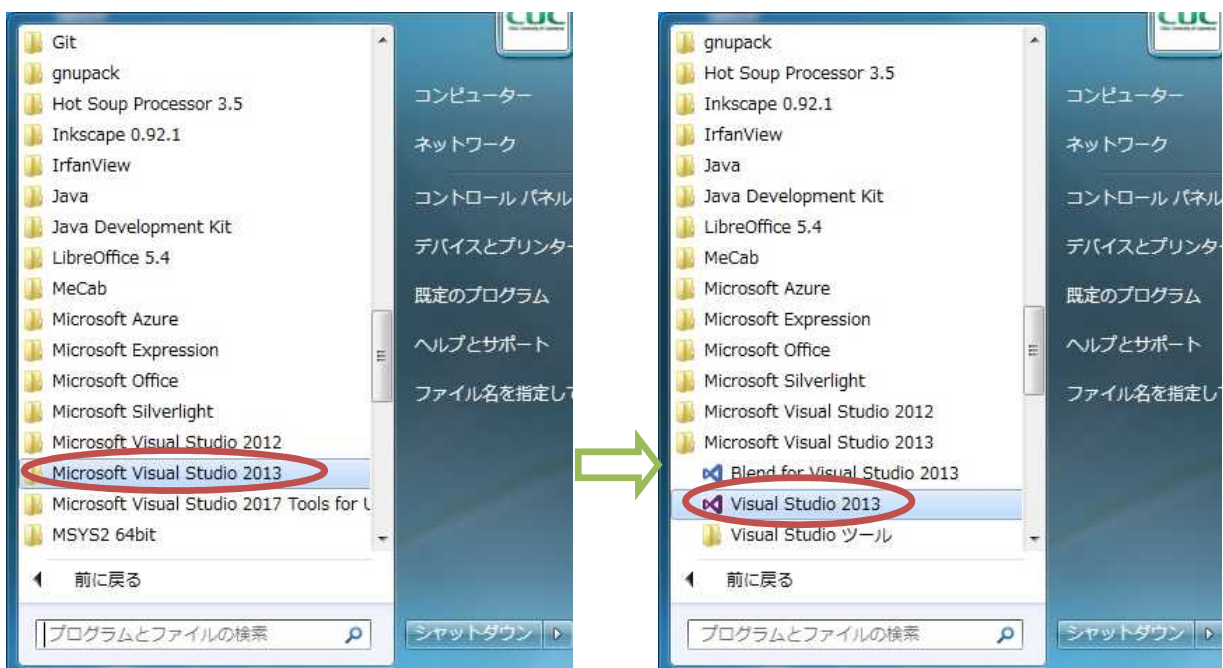 CUC
Git
gnupack
Hot Soup Processor 3.5
Inkscape 0.92.1
IrfanView
Java
Java Development Kit
LibreOffice 5.4
MeCab
Microsoft Azure
Microsoft Expression
Microsoft Office
Microsoft Silverlight
Microsoft Visual Studio 2012
Microsoft Visual Studio 2013
Microsoft Visual Studio 2017 Tools for U
MSYS2 64bit
前に戻る
プログラムとファイルの検索
コンピューター
ネットワーク
コントロール パネル
デバイスとプリンター
既定のプログラム
ヘルプとサポート
ファイル名を指定して
シャットダウン
CUC
gnupack
Hot Soup Processor 3.5
Inkscape 0.92.1
IrfanView
Java
Java Development Kit
LibreOffice 5.4
MeCab
Microsoft Azure
Microsoft Expression
Microsoft Office
Microsoft Silverlight
Microsoft Visual Studio 2012
Microsoft Visual Studio 2013
Blend for Visual Studio 2013
Visual Studio 2013
Visual Studio ツール
前に戻る
プログラムとファイルの検索
コンピューター
ネットワーク
コントロール パネル
デバイスとプリンター
既定のプログラム
ヘルプとサポート
ファイル名を指定して
シャットダウン